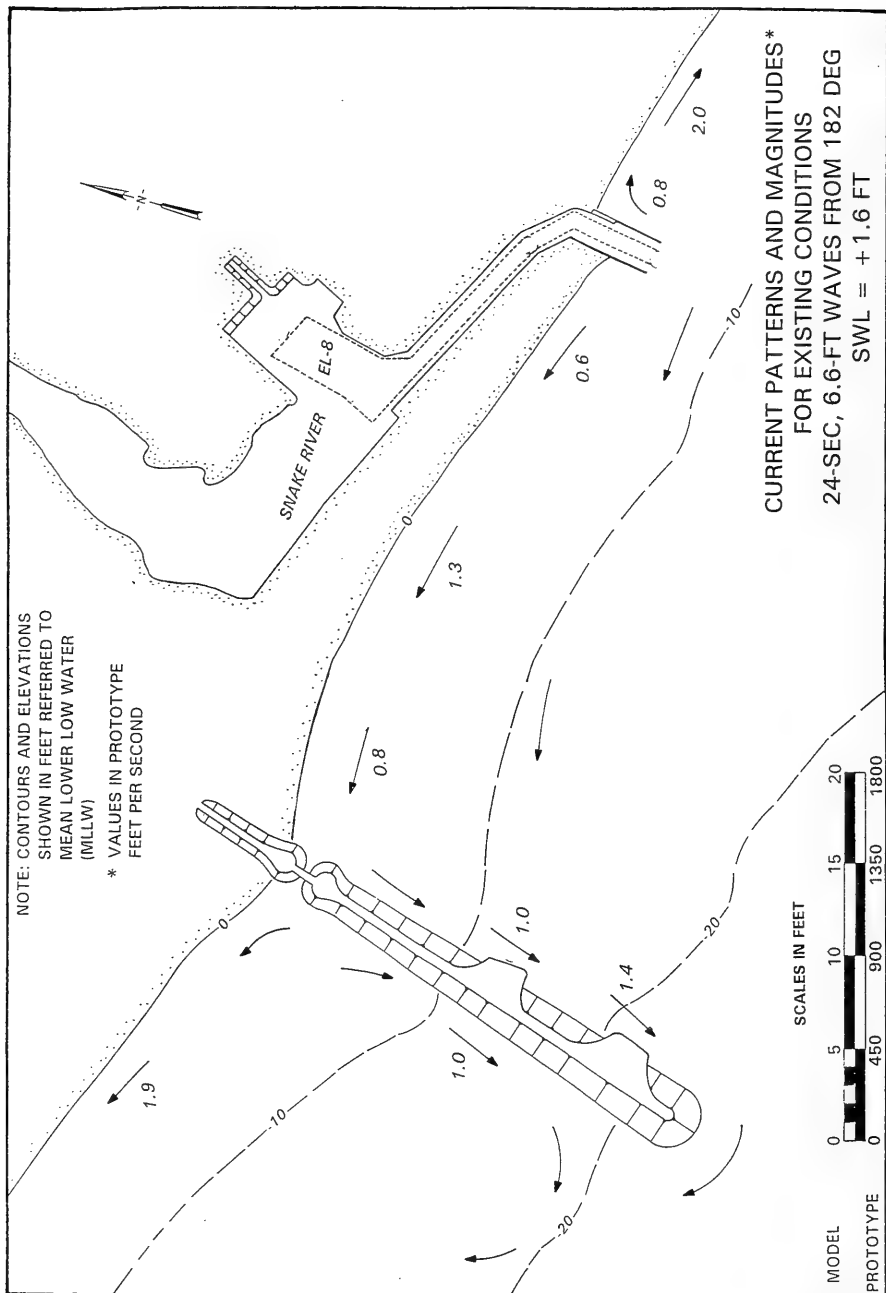 NOTE: CONTOURS AND ELEVATIONS
SHOWN IN FEET REFERRED TO
MEAN LOWER LOW WATER
(MLLW)
* VALUES IN PROTOTYPE
FEET PER SECOND
N
SNAKE RIVER
EL-8
0
0
1.9
0.8
1.3
0.6
0.8
2.0
1.0
1.0
1.4
-10
-10
-20
-20
SCALES IN FEET
MODEL
0 5 10 15 20
PROTOTYPE
0 450 900 1350 1800
CURRENT PATTERNS AND MAGNITUDES*
FOR EXISTING CONDITIONS
24-SEC, 6.6-FT WAVES FROM 182 DEG
SWL = +1.6 FT